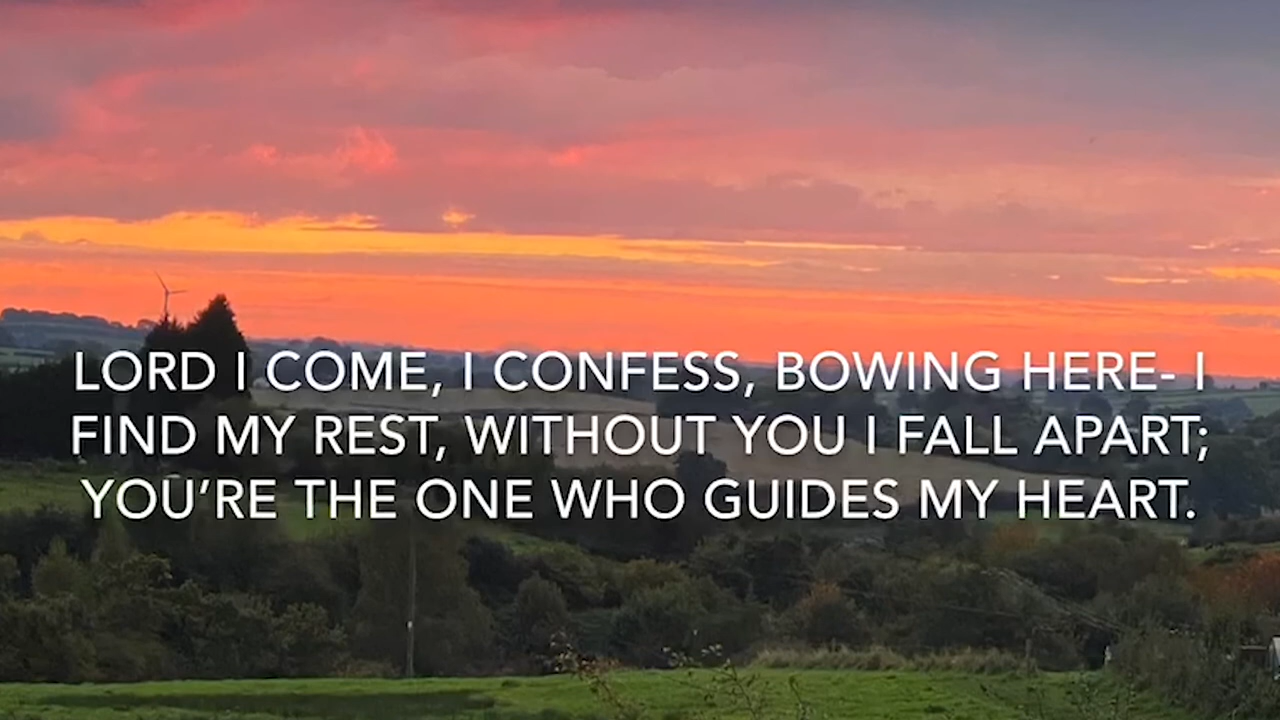 LORD I COME, I CONFESS, BOWING HERE- I
FIND MY REST, WITHOUT YOU I FALL APART;
YOU’RE THE ONE WHO GUIDES MY HEART.